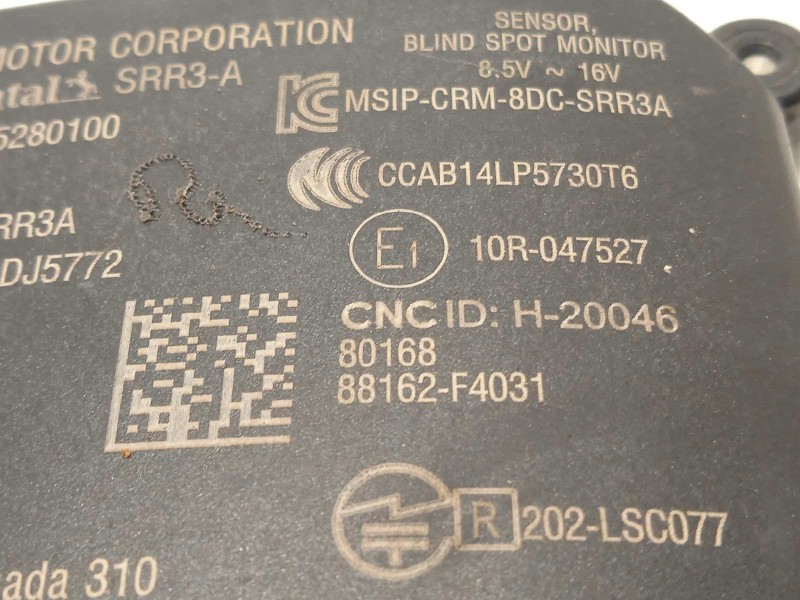 MOTOR CORPORATION
SENSOR,
BLIND SPOT MONITOR
8.5V ~ 16V
SRR3-A
MSIP-CRM-8DC-SRR3A
5280100
CCAB14LP5730T6
RR3A
E1 10R-047527
DJ5772
CNC ID: H-20046
80168
88162-F4031
R 202-LSC077
ada 310